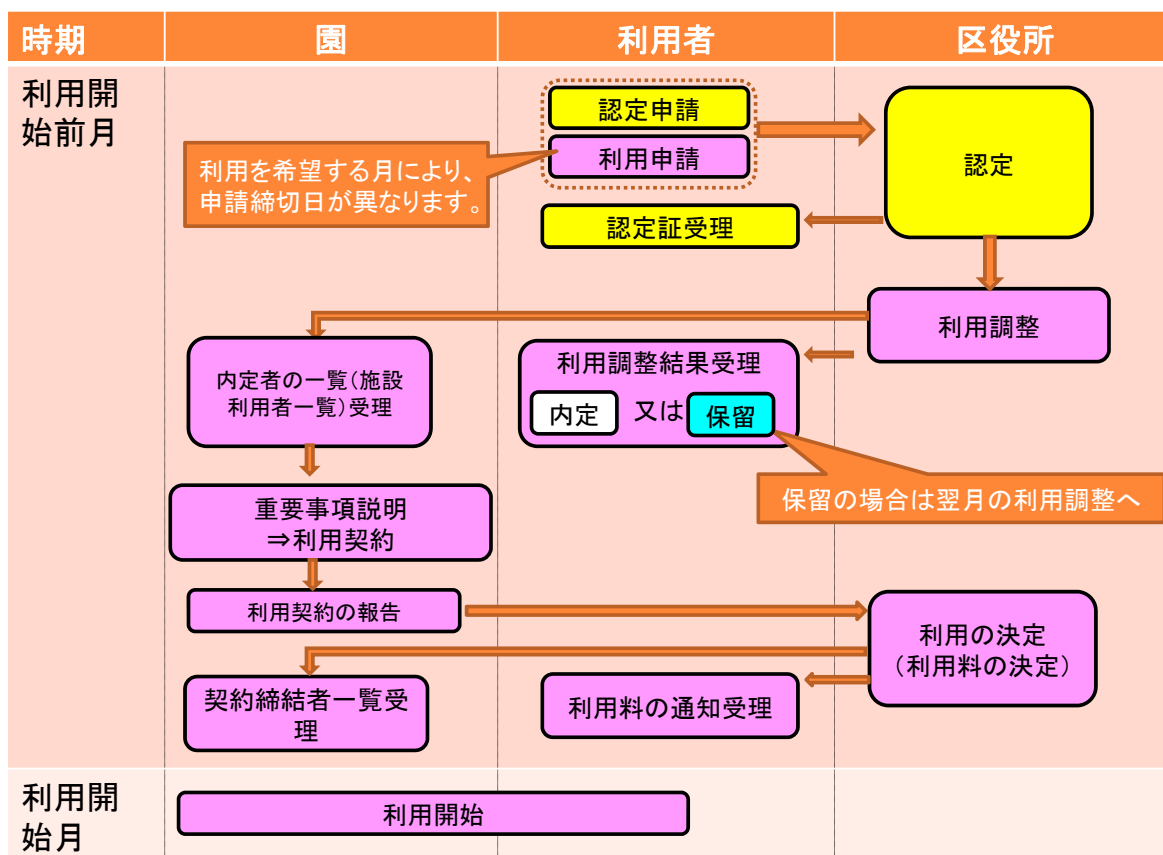 時期
園
利用者
区役所
利用開
始前月
認定申請
利用申請
認定
利用を希望する月により、
申請締切日が異なります。
認定証受理
利用調整
内定者の一覧(施設
利用者一覧)受理
利用調整結果受理
内定
又は
保留
保留の場合は翌月の利用調整へ
重要事項説明
⇒利用契約
利用契約の報告
利用の決定
(利用料の決定)
契約締結者一覧受
理
利用料の通知受理
利用開
始月
利用開始